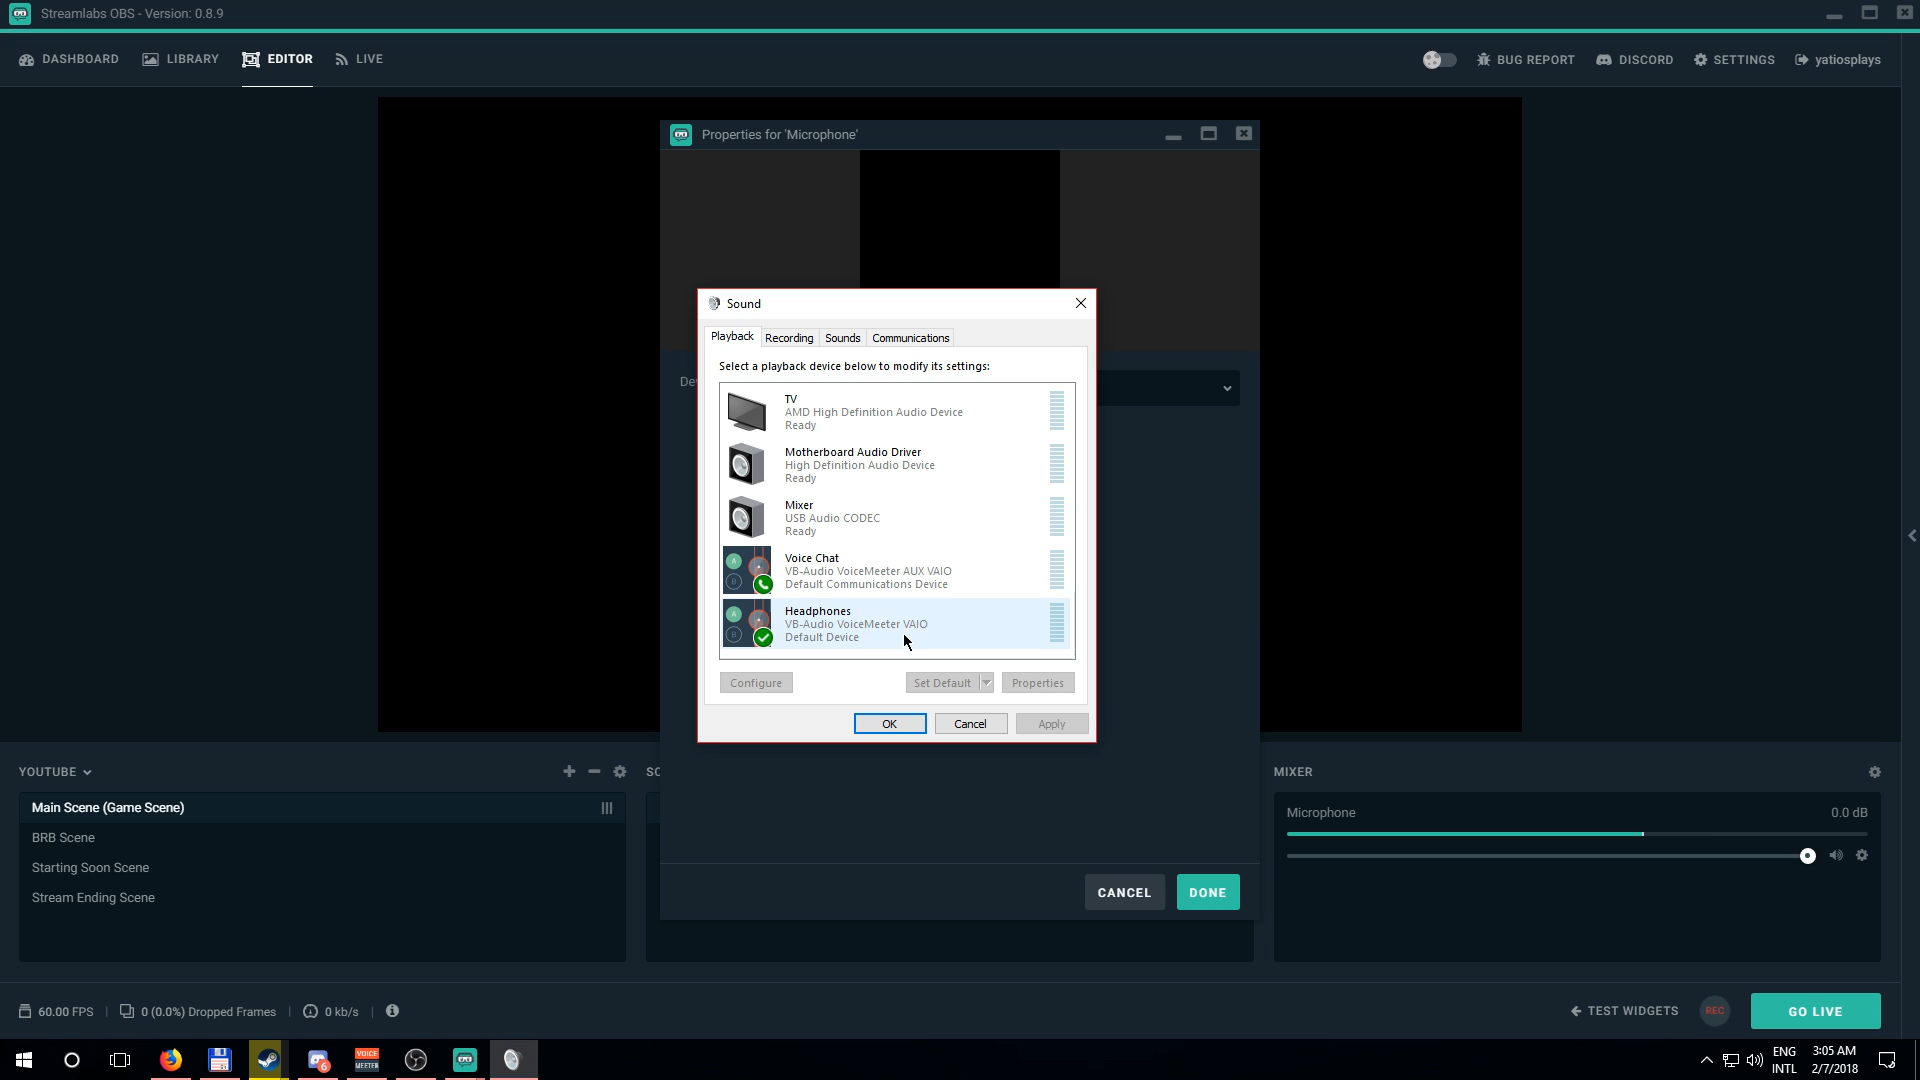 Streamlabs OBS - Version: 0.8.9
DASHBOARD
LIBRARY
EDITOR
LIVE
BUG REPORT
DISCORD
SETTINGS
yatiosplays
Properties for 'Microphone'
Sound
Playback
Recording
Sounds
Communications
Select a playback device below to modify its settings:
TV
AMD High Definition Audio Device
Ready
Motherboard Audio Driver
High Definition Audio Device
Ready
Mixer
USB Audio CODEC
Ready
Voice Chat
VB-Audio VoiceMeeter AUX VAIO
Default Communications Device
Headphones
VB-Audio VoiceMeeter VAIO
Default Device
Configure
Set Default
Properties
OK
Cancel
Apply
YOUTUBE
Main Scene (Game Scene)
BRB Scene
Starting Soon Scene
Stream Ending Scene
MIXER
Microphone
0.0 dB
CANCEL
DONE
60.00 FPS
0 (0.0%) Dropped Frames
0 kb/s
TEST WIDGETS
REC
GO LIVE
VOICE
MEETER
6
ENG
INTL
3:05 AM
2/7/2018